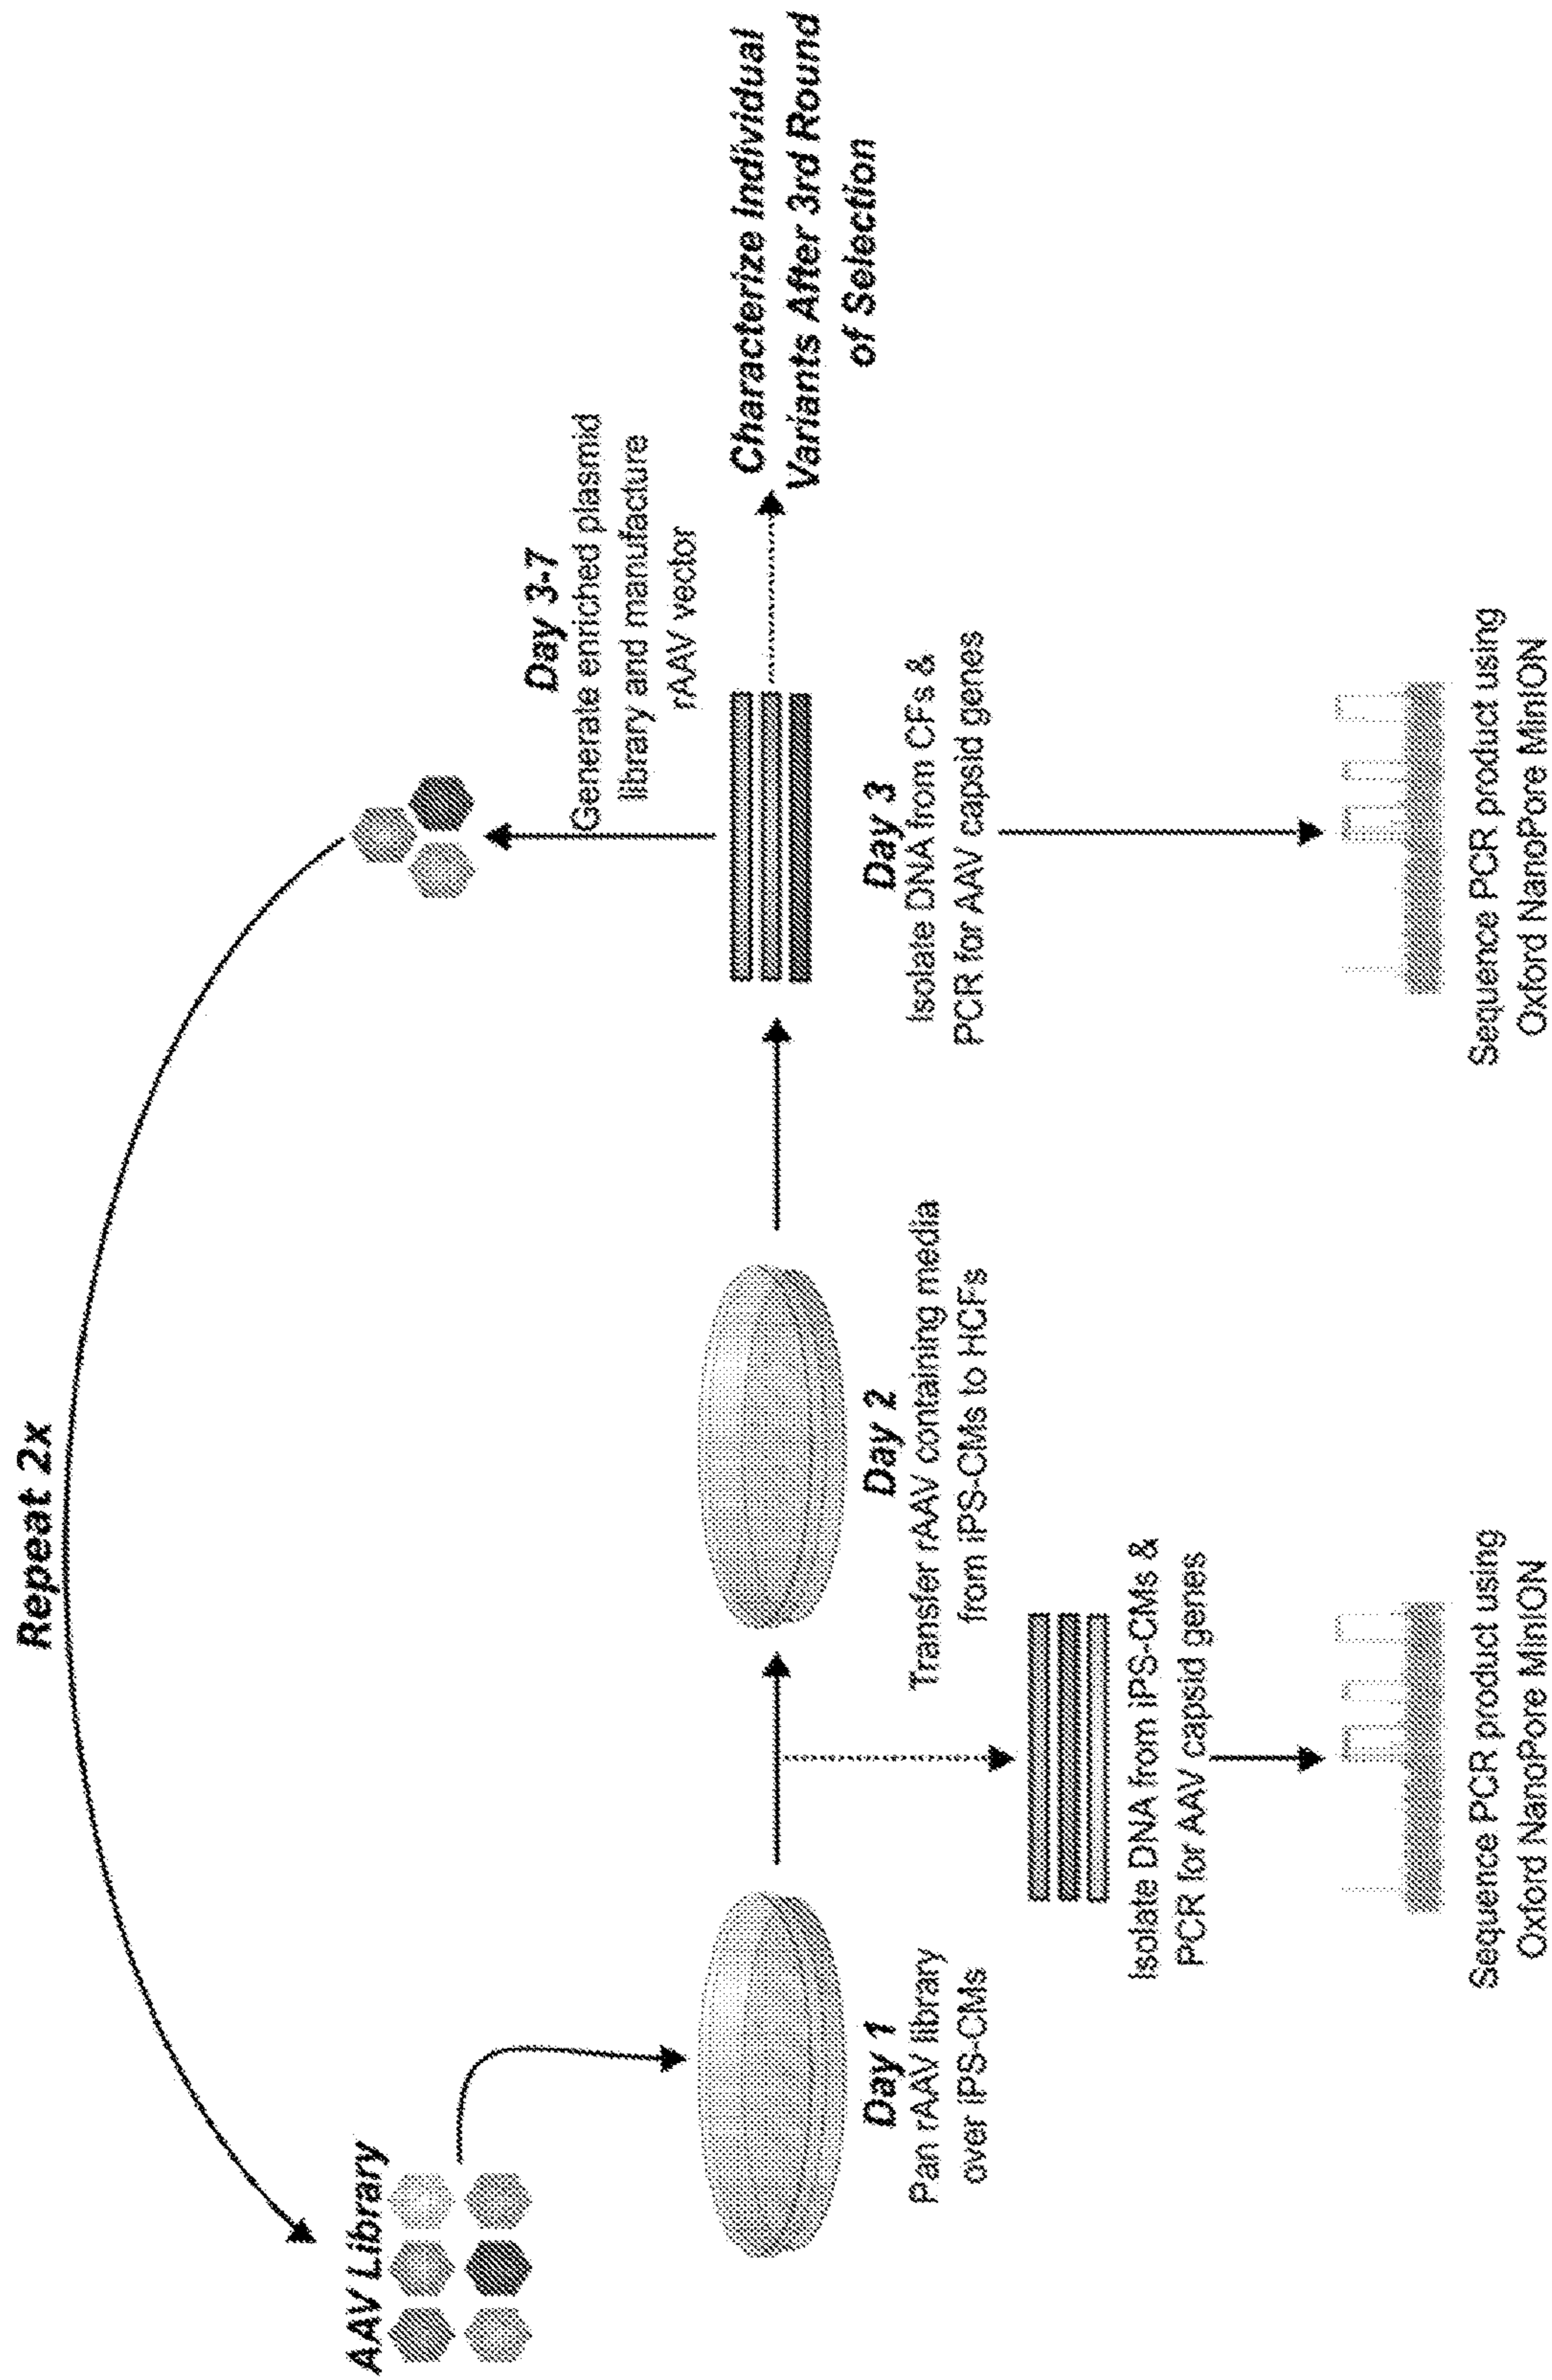 Repeat 2x
AAV Library
Day 1
Pan rAAV library
over iPS-CMs
Isolate DNA from iPS-CMs &
PCR for AAV capsid genes
Sequence PCR product using
Oxford NanoPore MinION
Day 2
Transfer rAAV containing media
from iPS-CMs to HCFs
Day 3
Isolate DNA from CFs &
PCR for AAV capsid genes
Sequence PCR product using
Oxford NanoPore MinION
Day 3-7
Generate enriched plasmid
library and manufacture
rAAV vector
Characterize Individual
Variants After 3rd Round
of Selection